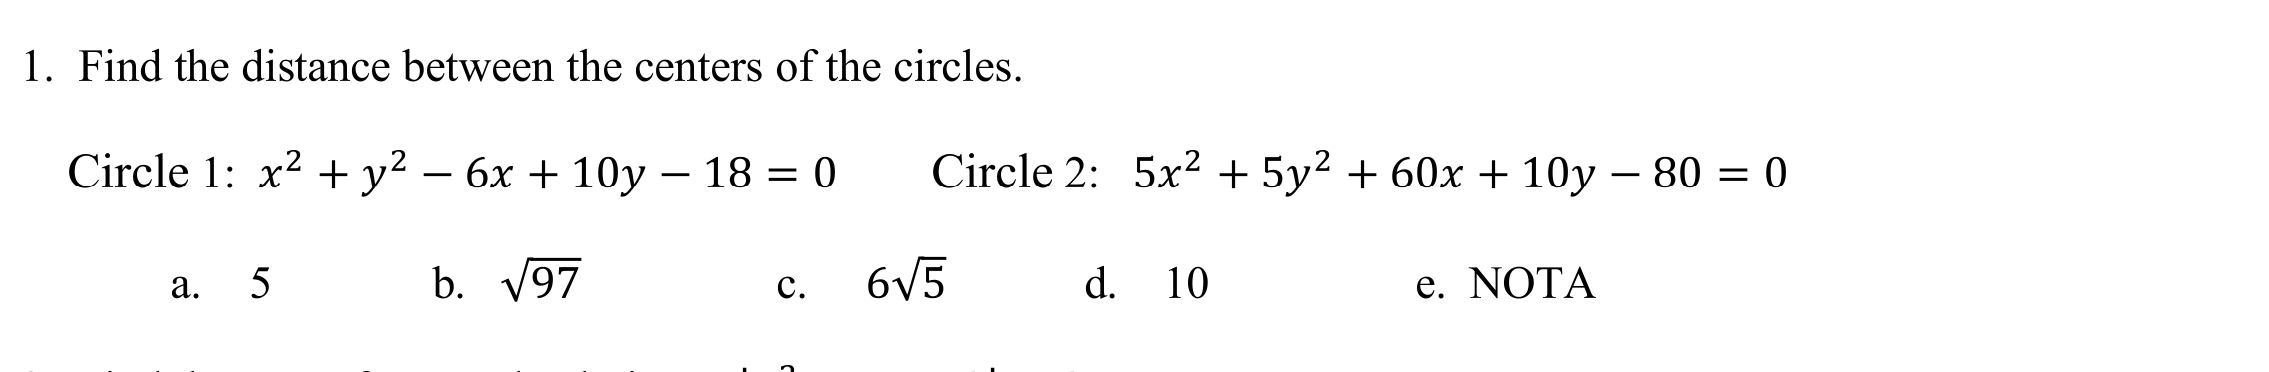 1. Find the distance between the centers of the circles.
Circle 1: x² + y² − 6x + 10y − 18 = 0 Circle 2: 5x² + 5y² + 60x + 10y − 80 = 0
a. 5 b. √97 c. 6√5 d. 10 e. NOTA